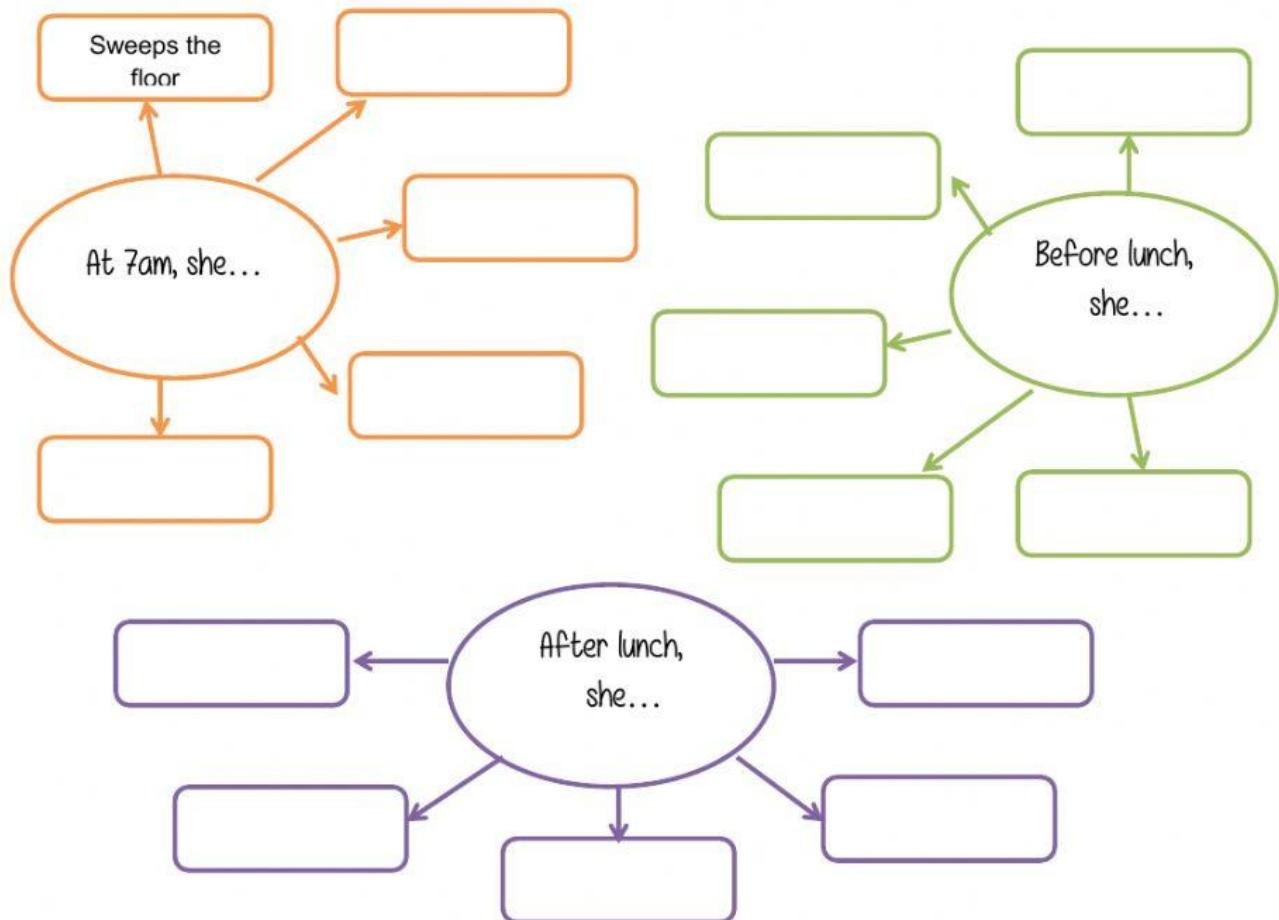 Sweeps the
floor
At 7am, she...
Before lunch,
she...
After lunch,
she...